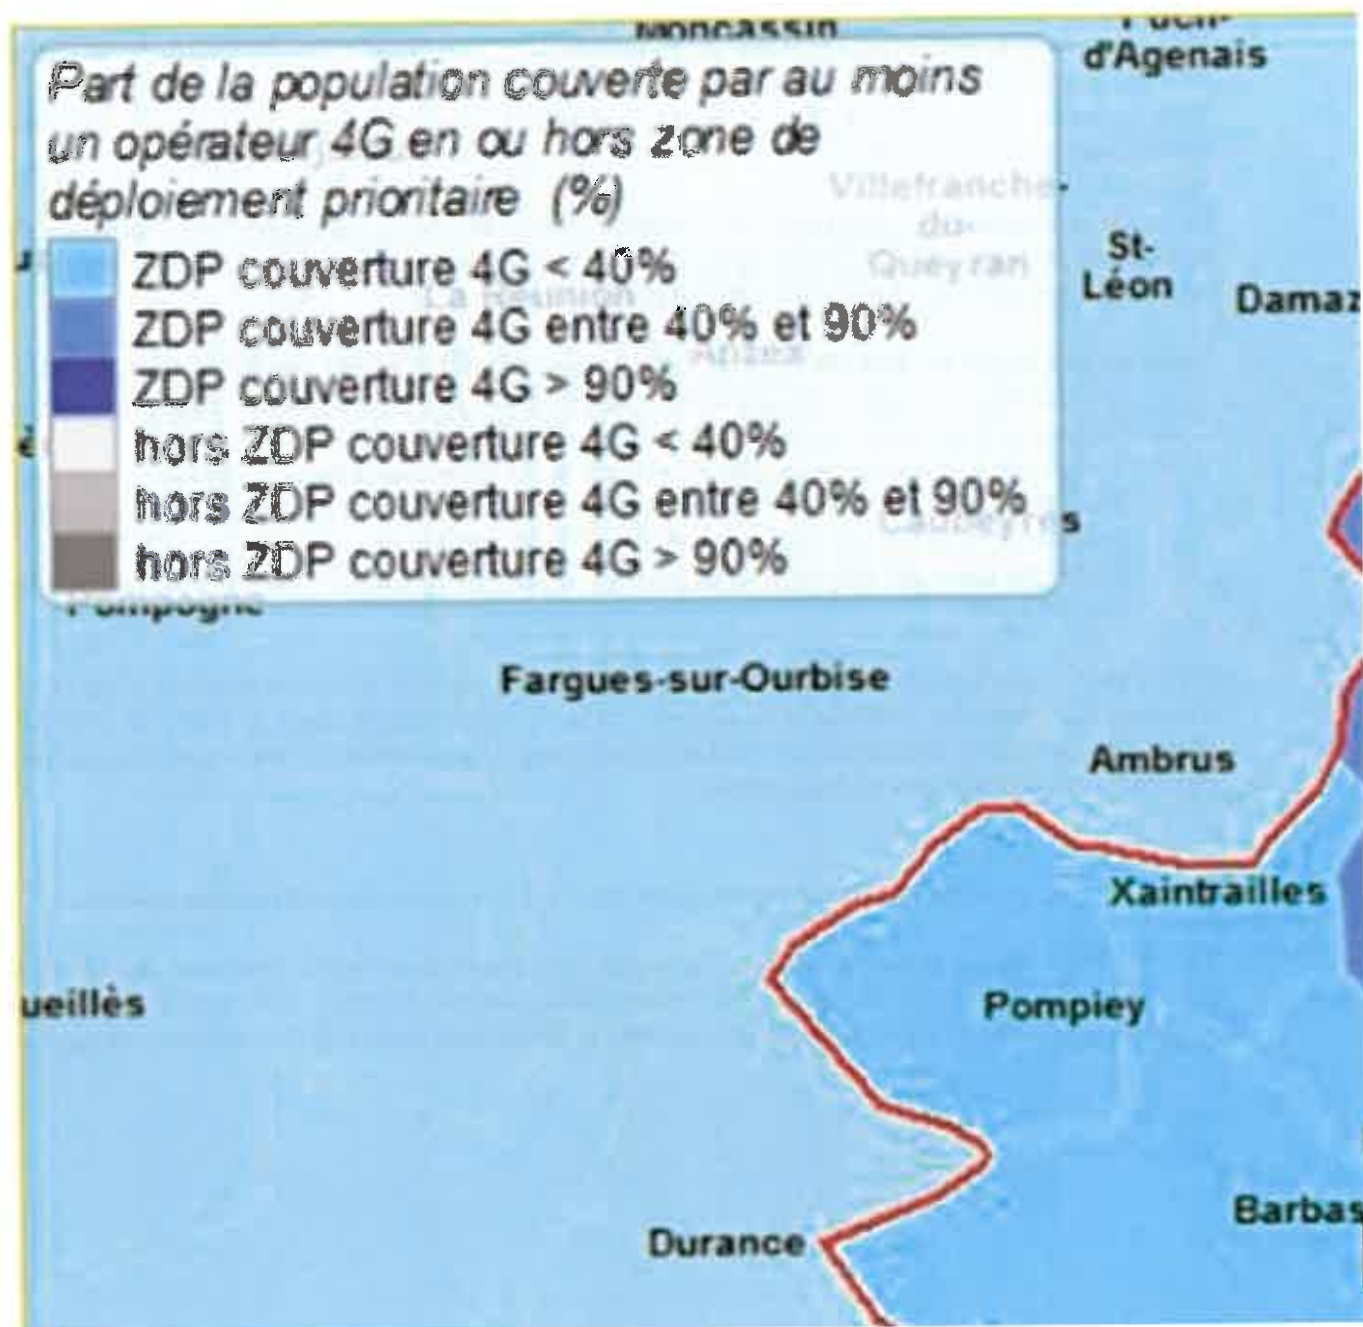 d'Agenais
Part de la population couverte par au moins
un opérateur 4G en ou hors zone de
déploiement prioritaire (%)
ZDP couverture 4G < 40%
ZDP couverture 4G entre 40% et 90%
ZDP couverture 4G > 90%
hors ZDP couverture 4G < 40%
hors ZDP couverture 4G entre 40% et 90%
hors ZDP couverture 4G > 90%
Villefranche-
du-
Queyran
St-
Léon
Damaz
Fargues-sur-Ourbise
Ambrus
Xaintrailles
ueillès
Pompiey
Barbas
Durance